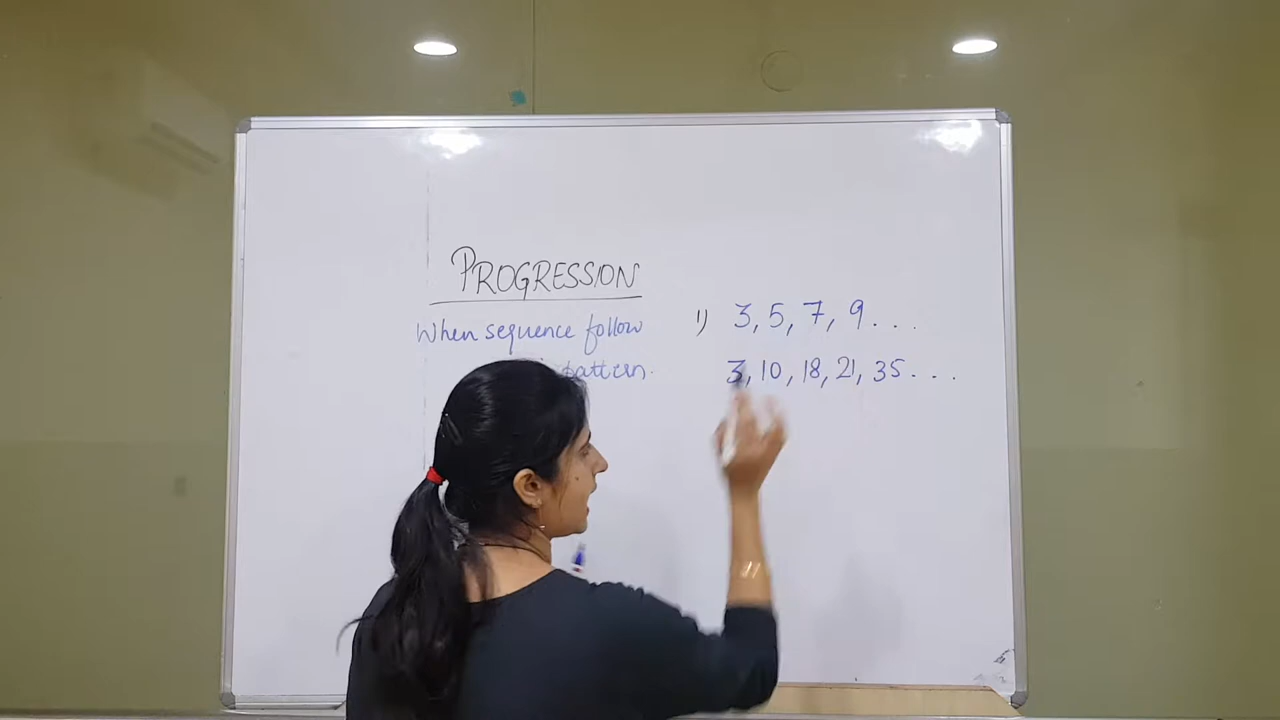 PROGRESSION
When sequence follow
pattern.
1) 3, 5, 7, 9 . . .
3, 10, 18, 21, 35 . . .